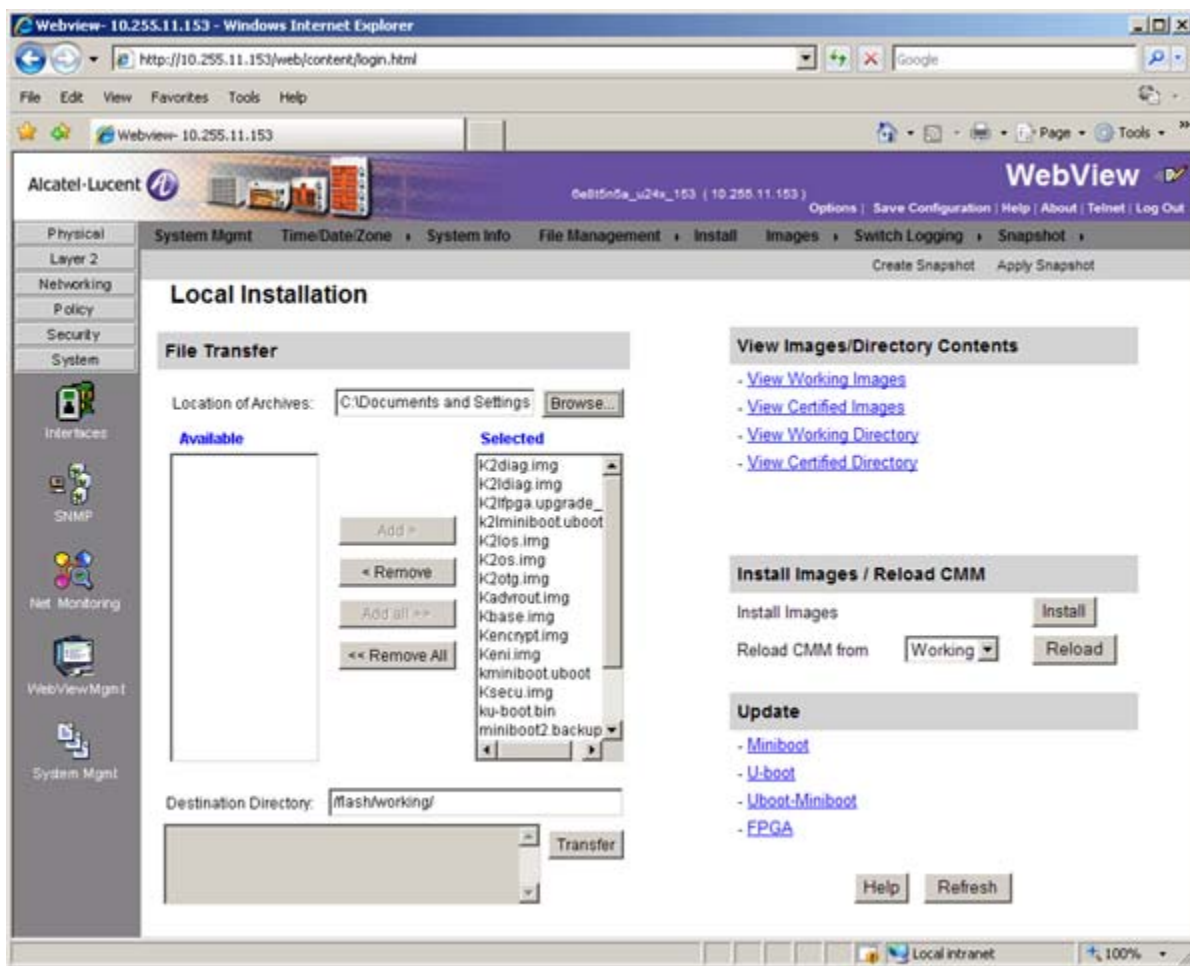 Webview- 10.255.11.153 - Windows Internet Explorer
http://10.255.11.153/web/content/login.html
Google
File Edit View Favorites Tools Help
Webview- 10.255.11.153
Page Tools
Alcatel-Lucent
WebView
( 10.255.11.153 )
Options | Save Configuration | Help | About | Telnet | Log Out
Physical
System Mgmt Time/Date/Zone System Info File Management Install Images Switch Logging Snapshot
Layer 2
Create Snapshot Apply Snapshot
Networking
Policy
Security
System
Interfaces
SNMP
Net Monitoring
WebViewMgmt
System Mgmt
Local Installation
File Transfer
Location of Archives: C:\Documents and Settings Browse...
Available Selected
K2diag.img
K2ldiag.img
K2lfpga.upgrade_
k2lminiboot.uboot
K2los.img
K2os.img
K2otg.img
Kadvrout.img
Kbase.img
Kencrypt.img
Keni.img
kminiboot.uboot
Ksecu.img
ku-boot.bin
miniboot2.backup
Add >
< Remove
Add all >>
<< Remove All
Destination Directory: /flash/working/
Transfer
View Images/Directory Contents
- View Working Images
- View Certified Images
- View Working Directory
- View Certified Directory
Install Images / Reload CMM
Install Images Install
Reload CMM from Working Reload
Update
- Miniboot
- U-boot
- Uboot-Miniboot
- FPGA
Help Refresh
Local intranet 100%